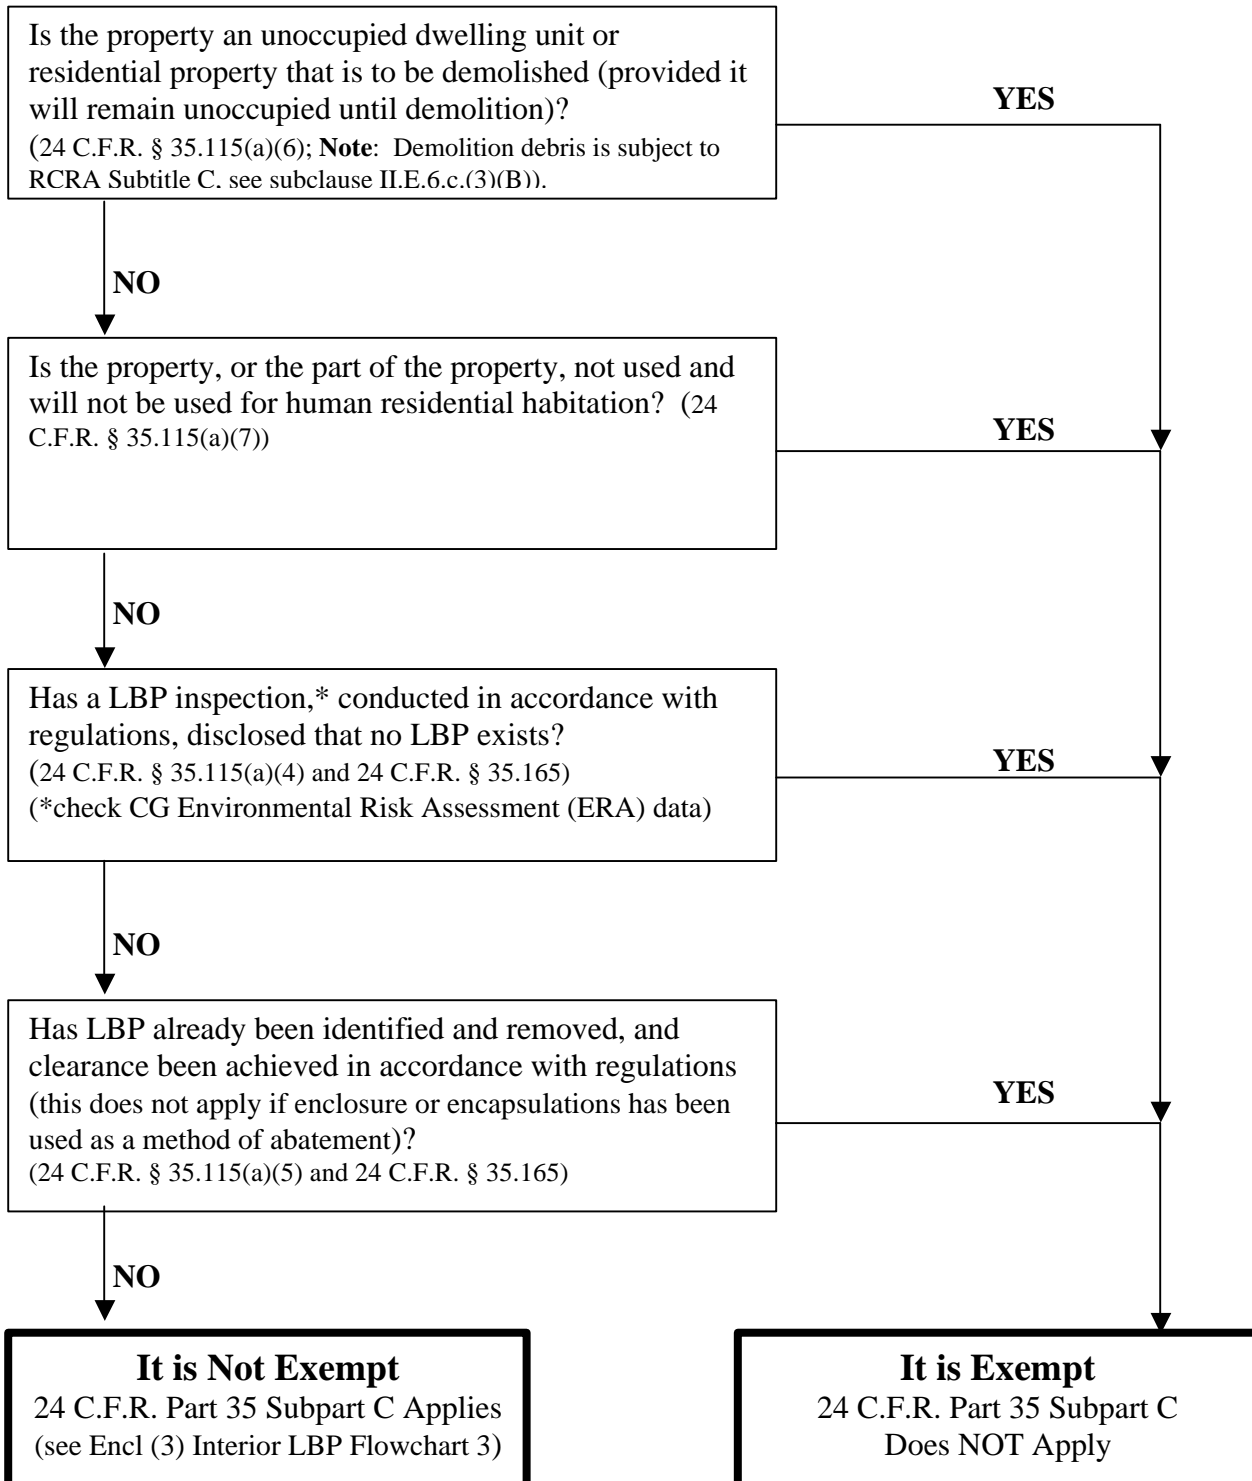 Is the property an unoccupied dwelling unit or
residential property that is to be demolished (provided it
will remain unoccupied until demolition)?
(24 C.F.R. § 35.115(a)(6); Note:  Demolition debris is subject to
RCRA Subtitle C, see subclause II.E.6.c.(3)(B)).
YES
NO
Is the property, or the part of the property, not used and
will not be used for human residential habitation?  (24
C.F.R. § 35.115(a)(7))
YES
NO
Has a LBP inspection,* conducted in accordance with
regulations, disclosed that no LBP exists?
(24 C.F.R. § 35.115(a)(4) and 24 C.F.R. § 35.165)
(*check CG Environmental Risk Assessment (ERA) data)
YES
NO
Has LBP already been identified and removed, and
clearance been achieved in accordance with regulations
(this does not apply if enclosure or encapsulations has been
used as a method of abatement)?
(24 C.F.R. § 35.115(a)(5) and 24 C.F.R. § 35.165)
YES
NO
It is Not Exempt
24 C.F.R. Part 35 Subpart C Applies
(see Encl (3) Interior LBP Flowchart 3)
It is Exempt
24 C.F.R. Part 35 Subpart C
Does NOT Apply